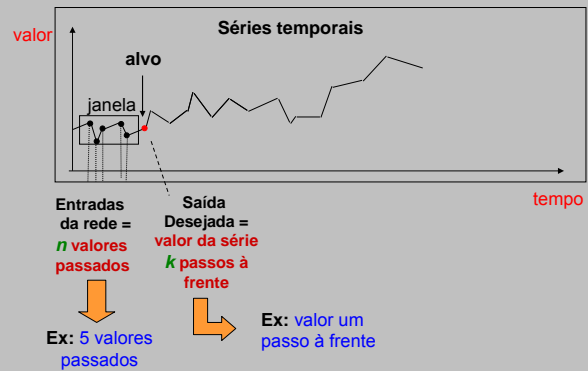 Séries temporais
valor
alvo
janela
tempo
Entradas
da rede =
n valores
passados
Saída
Desejada =
valor da série
k passos à
frente
Ex: 5 valores
passados
Ex: valor um
passo à frente